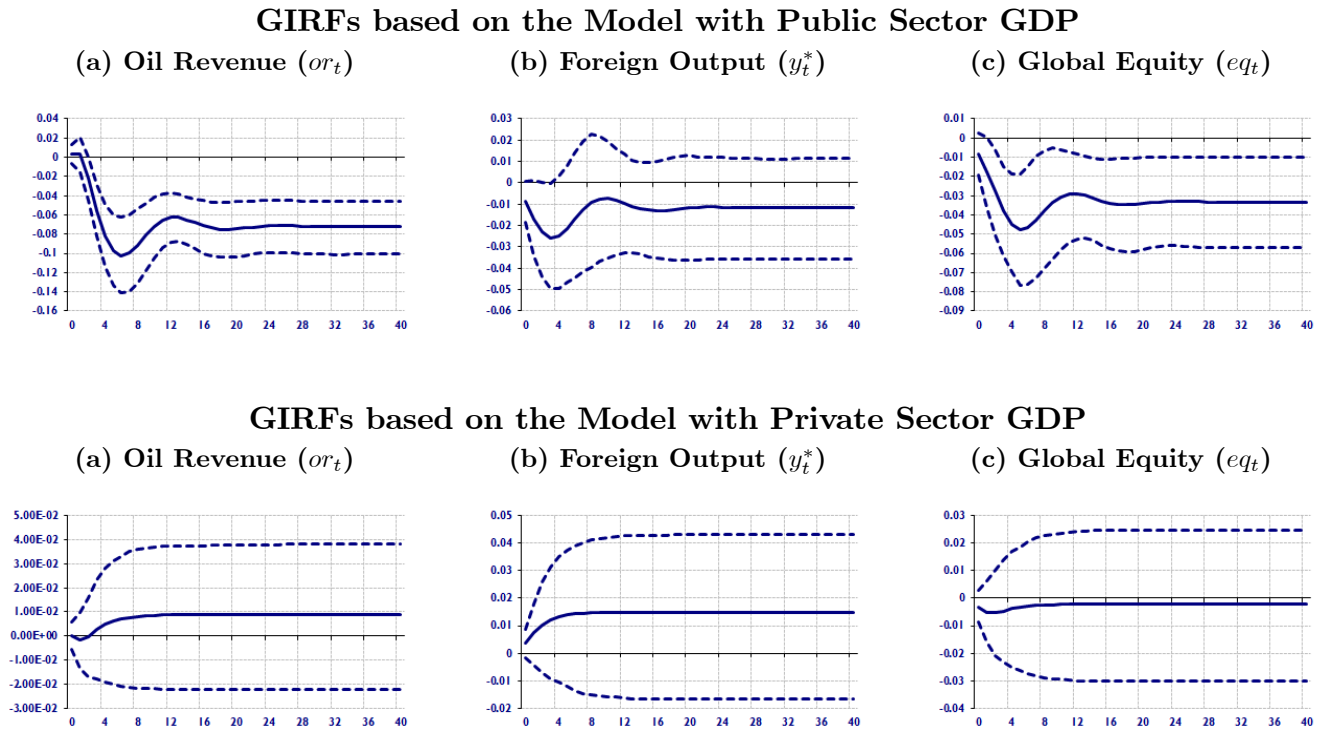 GIRFs based on the Model with Public Sector GDP
(a) Oil Revenue (or_t) (b) Foreign Output (y_t^*) (c) Global Equity (eq_t)
0.04
0.02
0
-0.02
-0.04
-0.06
-0.08
-0.1
-0.12
-0.14
-0.16
0 4 8 12 16 20 24 28 32 36 40
0.03
0.02
0.01
0
-0.01
-0.02
-0.03
-0.04
-0.05
-0.06
0 4 8 12 16 20 24 28 32 36 40
0.01
0
-0.01
-0.02
-0.03
-0.04
-0.05
-0.06
-0.07
-0.08
-0.09
0 4 8 12 16 20 24 28 32 36 40
GIRFs based on the Model with Private Sector GDP
(a) Oil Revenue (or_t) (b) Foreign Output (y_t^*) (c) Global Equity (eq_t)
5.00E-02
4.00E-02
3.00E-02
2.00E-02
1.00E-02
0.00E+00
-1.00E-02
-2.00E-02
-3.00E-02
0 4 8 12 16 20 24 28 32 36 40
0.05
0.04
0.03
0.02
0.01
0
-0.01
-0.02
0 4 8 12 16 20 24 28 32 36 40
0.03
0.02
0.01
0
-0.01
-0.02
-0.03
-0.04
0 4 8 12 16 20 24 28 32 36 40